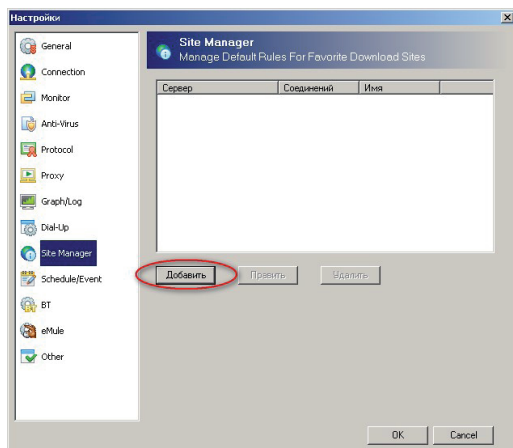 Настройки
General
Connection
Monitor
Anti-Virus
Protocol
Proxy
Graph/Log
Dial-Up
Site Manager
Schedule/Event
BT
eMule
Other
Site Manager
Manage Default Rules For Favorite Download Sites
Сервер Соединений Имя
Добавить Править Удалить
OK Cancel